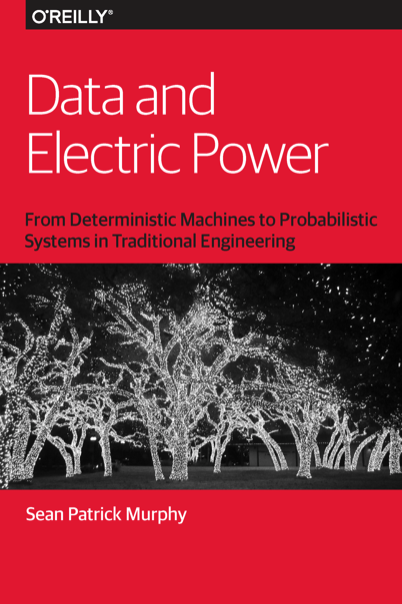 O'REILLY®
Data and
Electric Power
From Deterministic Machines to Probabilistic
Systems in Traditional Engineering
Sean Patrick Murphy